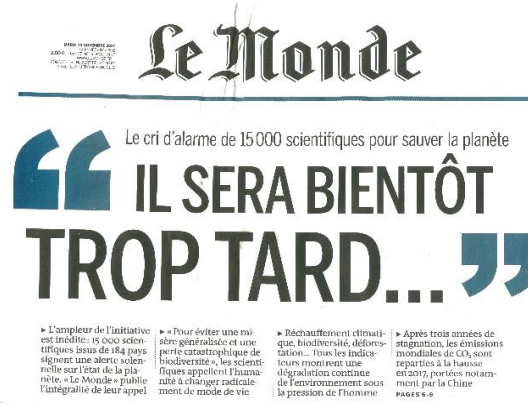 Le Monde
Le cri d'alarme de 15 000 scientifiques pour sauver la planète
“ IL SERA BIENTÔT
TROP TARD... ”
▸ L'ampleur de l'initiative
est inédite : 15 000 scien-
tifiques issus de 184 pays
signent une alerte solen-
nelle sur l'état de la pla-
nète. « Le Monde » publie
l'intégralité de leur appel
▸ « Pour éviter une mi-
sère généralisée et une
perte catastrophique de
biodiversité », les scienti-
fiques appellent l'huma-
nité à changer radicale-
ment de mode de vie
▸ Réchauffement climati-
que, biodiversité, défores-
tation... Tous les indica-
teurs montrent une
dégradation continue
de l'environnement sous
la pression de l'homme
▸ Après trois années de
stagnation, les émissions
mondiales de CO₂ sont
reparties à la hausse
en 2017, portées notam-
ment par la Chine
PAGES 6-9